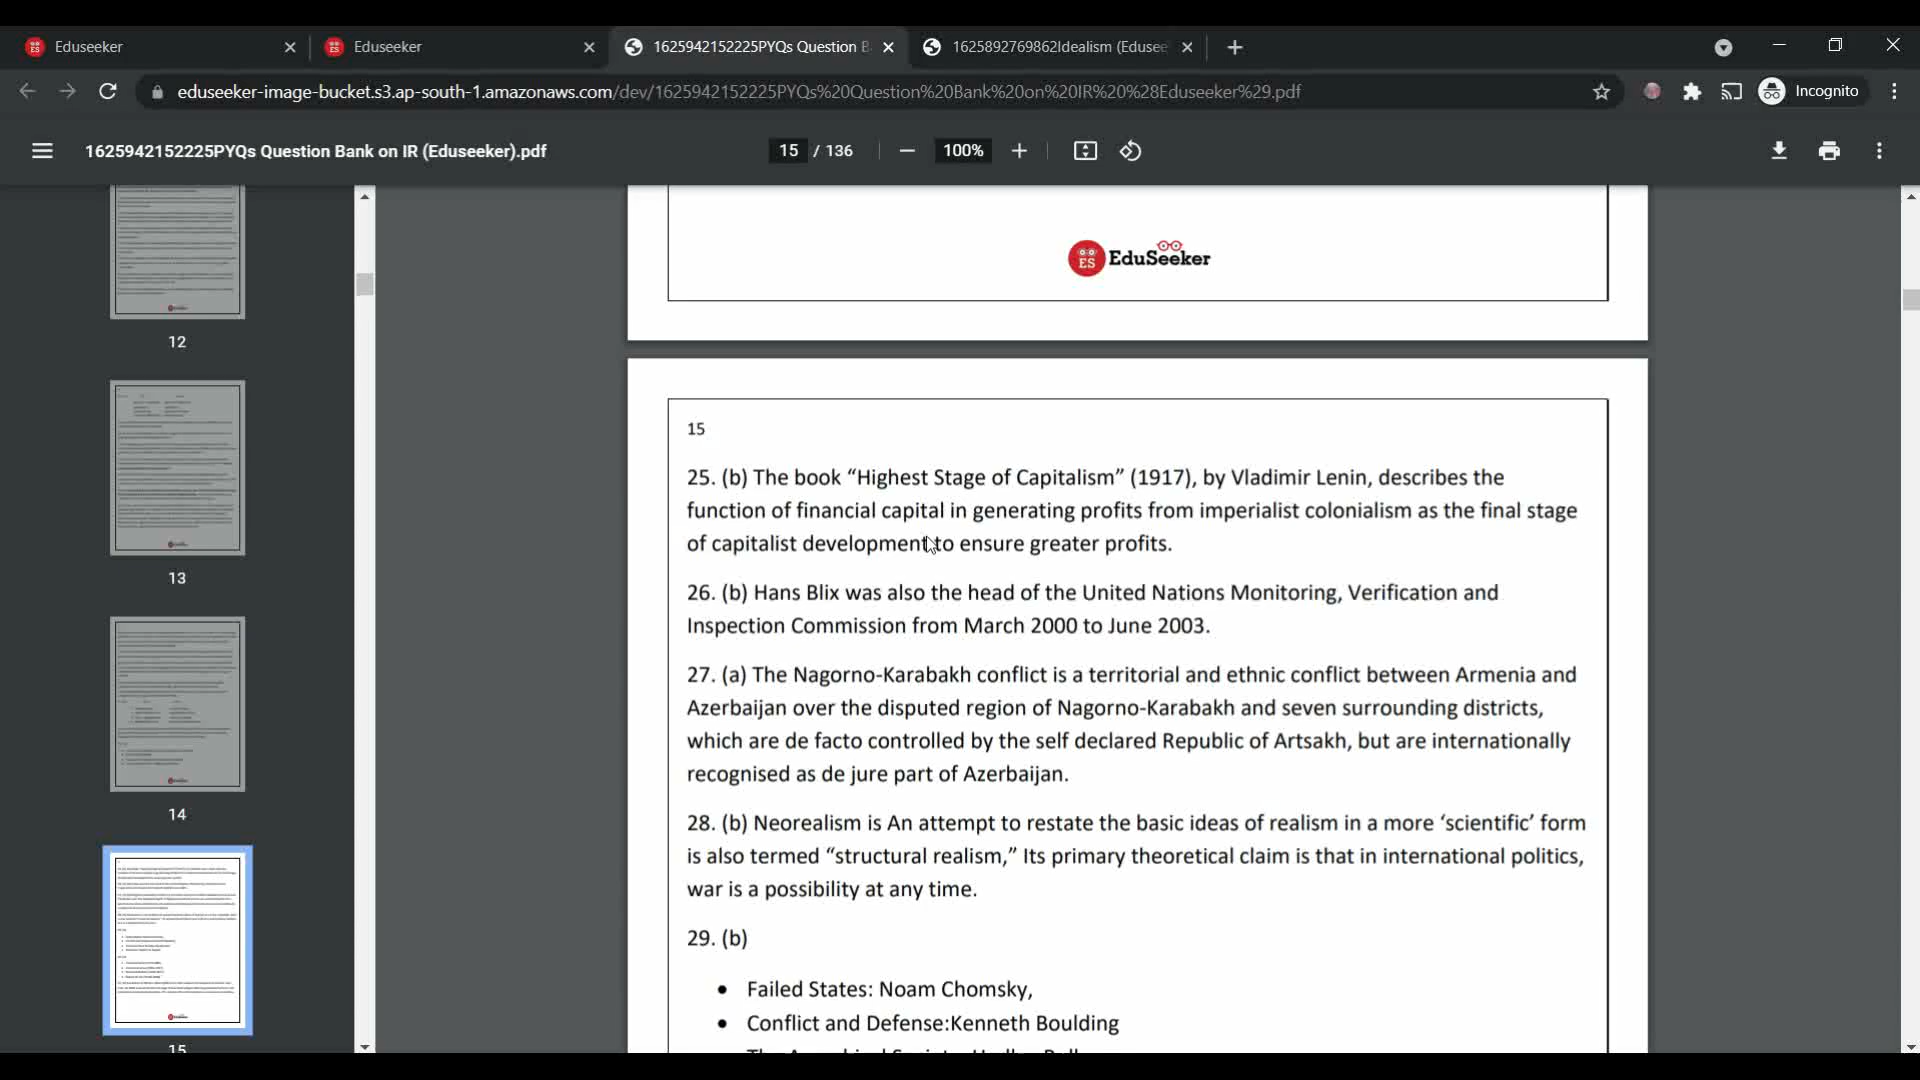 Eduseeker
Eduseeker
1625942152225PYQs Question B
1625892769862Idealism (Edusee
eduseeker-image-bucket.s3.ap-south-1.amazonaws.com/dev/1625942152225PYQs%20Question%20Bank%20on%20IR%20%28Eduseeker%29.pdf
Incognito
1625942152225PYQs Question Bank on IR (Eduseeker).pdf
15 / 136
100%
12
13
14
15
ES EduSeeker
15
25. (b) The book “Highest Stage of Capitalism” (1917), by Vladimir Lenin, describes the
function of financial capital in generating profits from imperialist colonialism as the final stage
of capitalist development to ensure greater profits.
26. (b) Hans Blix was also the head of the United Nations Monitoring, Verification and
Inspection Commission from March 2000 to June 2003.
27. (a) The Nagorno-Karabakh conflict is a territorial and ethnic conflict between Armenia and
Azerbaijan over the disputed region of Nagorno-Karabakh and seven surrounding districts,
which are de facto controlled by the self declared Republic of Artsakh, but are internationally
recognised as de jure part of Azerbaijan.
28. (b) Neorealism is An attempt to restate the basic ideas of realism in a more ‘scientific’ form
is also termed “structural realism,” Its primary theoretical claim is that in international politics,
war is a possibility at any time.
29. (b)
• Failed States: Noam Chomsky,
• Conflict and Defense:Kenneth Boulding